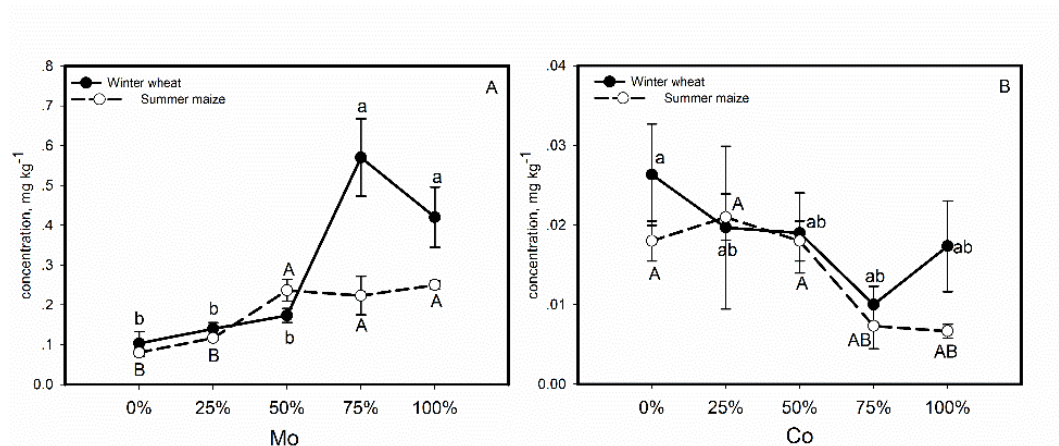 .8
.7
.6
.5
.4
.3
.2
.1
0.0
concentration, mg kg-1
Winter wheat
Summer maize
A
a
a
A
b
b
b
A
A
B
B
0% 25% 50% 75% 100%
Mo
.04
.03
.02
.01
0.00
concentration, mg kg-1
Winter wheat
Summer maize
B
a
A
ab
ab
ab
ab
A
A
AB
AB
0% 25% 50% 75% 100%
Co